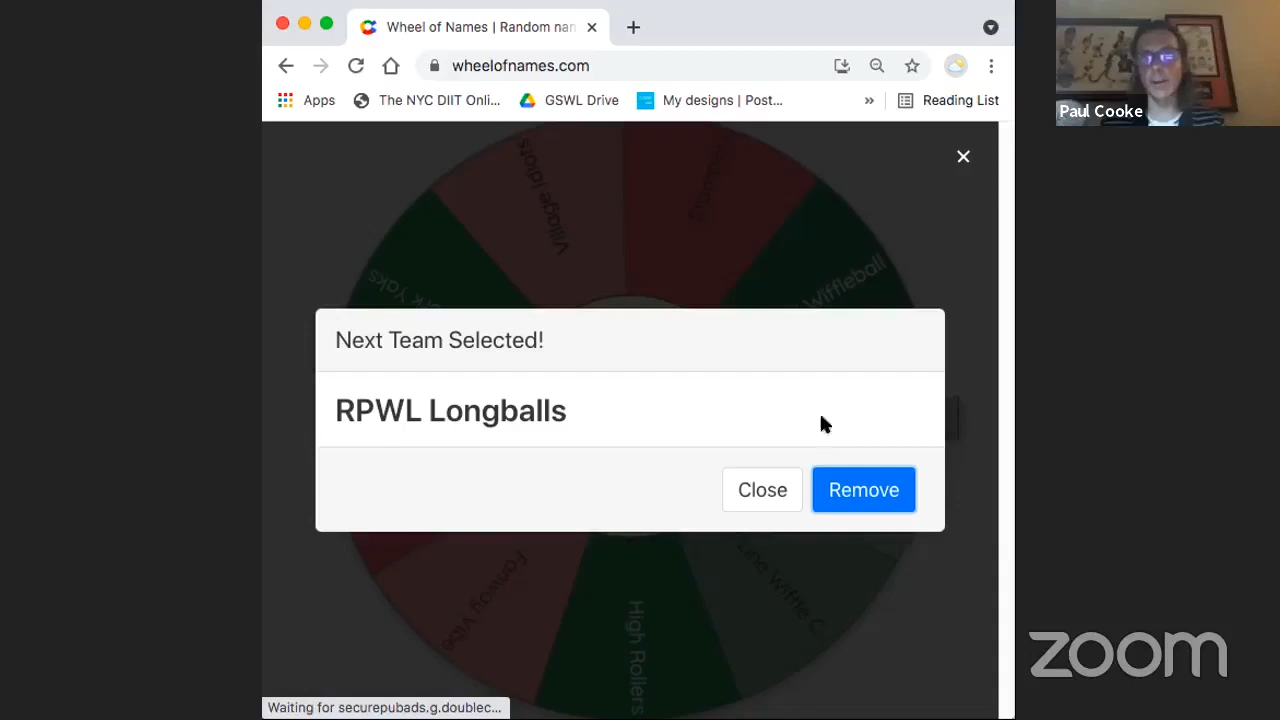 Wheel of Names | Random nan
wheelofnames.com
Apps
The NYC DIIT Onli...
GSWL Drive
My designs | Post...
»
Reading List
Paul Cooke
Village Idiots
Yaks
Wiffleball
Next Team Selected!
RPWL Longballs
Close
Remove
High Rollers
Wiffle C
Waiting for securepubads.g.doublec...
zoom